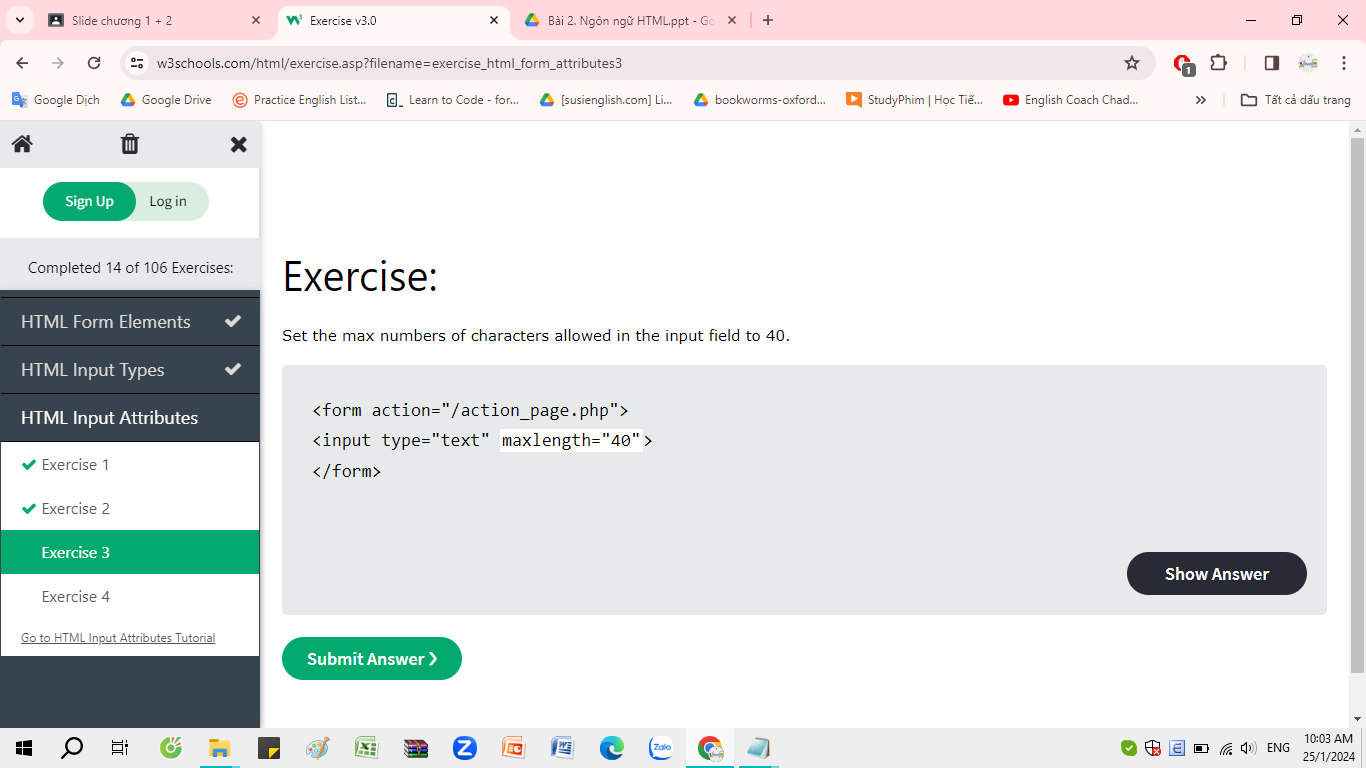 Slide chương 1 + 2
Exercise v3.0
Bài 2. Ngôn ngữ HTML.ppt - Go
w3schools.com/html/exercise.asp?filename=exercise_html_form_attributes3
1
Google Dịch
Google Drive
Practice English List...
Learn to Code - for...
[susienglish.com] Li...
bookworms-oxford...
StudyPhim | Học Tiế...
English Coach Chad...
Tất cả dấu trang
Sign Up
Log in
Completed 14 of 106 Exercises:
HTML Form Elements
HTML Input Types
HTML Input Attributes
Exercise 1
Exercise 2
Exercise 3
Exercise 4
Go to HTML Input Attributes Tutorial
Exercise:
Set the max numbers of characters allowed in the input field to 40.
<form action="/action_page.php">
<input type="text" maxlength="40">
</form>
Show Answer
Submit Answer ❯
Zalo
ENG
10:03 AM
25/1/2024